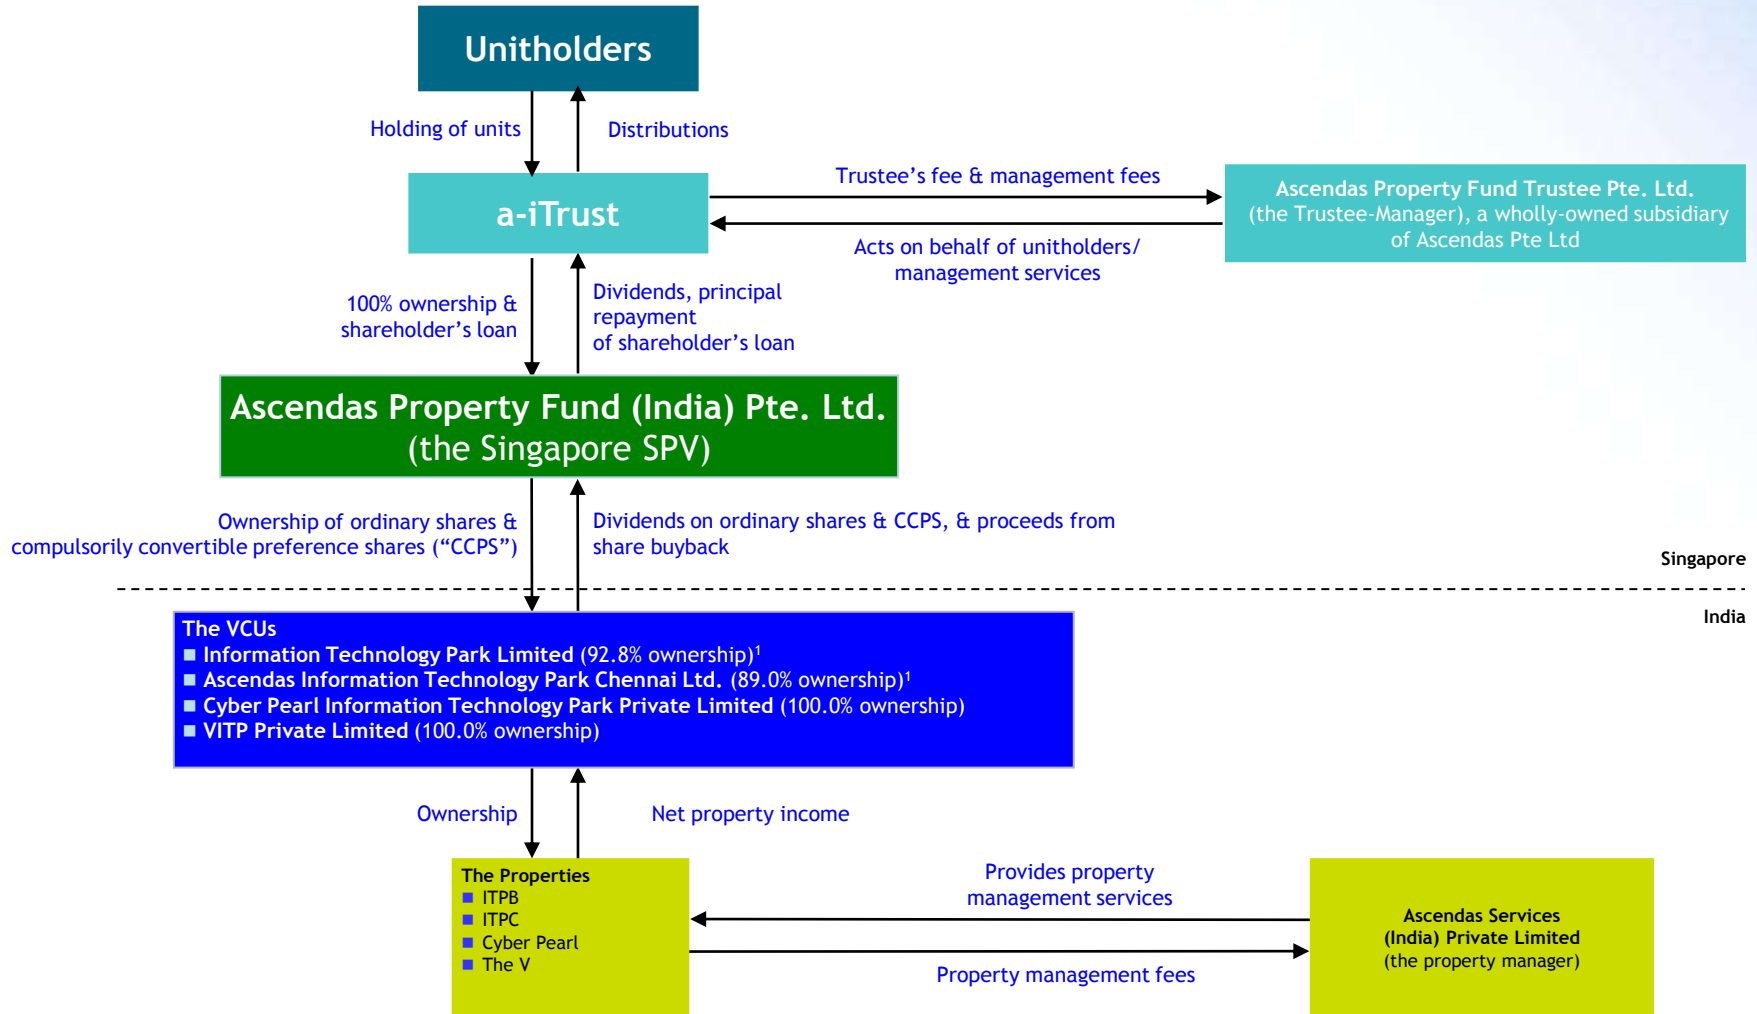 Unitholders
Holding of units
Distributions
a-iTrust
Trustee’s fee & management fees
Acts on behalf of unitholders/
management services
Ascendas Property Fund Trustee Pte. Ltd.
(the Trustee-Manager), a wholly-owned subsidiary
of Ascendas Pte Ltd
100% ownership &
shareholder’s loan
Dividends, principal
repayment
of shareholder’s loan
Ascendas Property Fund (India) Pte. Ltd.
(the Singapore SPV)
Ownership of ordinary shares &
compulsorily convertible preference shares (“CCPS”)
Dividends on ordinary shares & CCPS, & proceeds from
share buyback
Singapore
India
The VCUs
Information Technology Park Limited (92.8% ownership)¹
Ascendas Information Technology Park Chennai Ltd. (89.0% ownership)¹
Cyber Pearl Information Technology Park Private Limited (100.0% ownership)
VITP Private Limited (100.0% ownership)
Ownership
Net property income
The Properties
ITPB
ITPC
Cyber Pearl
The V
Provides property
management services
Property management fees
Ascendas Services
(India) Private Limited
(the property manager)